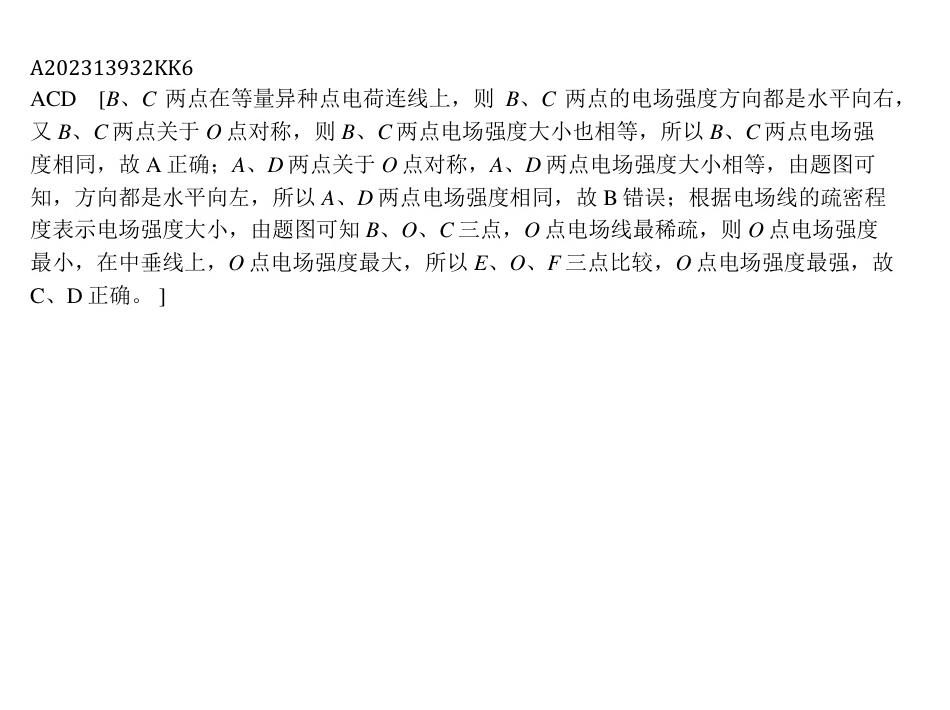 A202313932KK6
ACD [B、C 两点在等量异种点电荷连线上，则 B、C 两点的电场强度方向都是水平向右，
又 B、C 两点关于 O 点对称，则 B、C 两点电场强度大小也相等，所以 B、C 两点电场强
度相同，故 A 正确；A、D 两点关于 O 点对称，A、D 两点电场强度大小相等，由题图可
知，方向都是水平向左，所以 A、D 两点电场强度相同，故 B 错误；根据电场线的疏密程
度表示电场强度大小，由题图可知 B、O、C 三点，O 点电场线最稀疏，则 O 点电场强度
最小，在中垂线上，O 点电场强度最大，所以 E、O、F 三点比较，O 点电场强度最强，故
C、D 正确。 ]